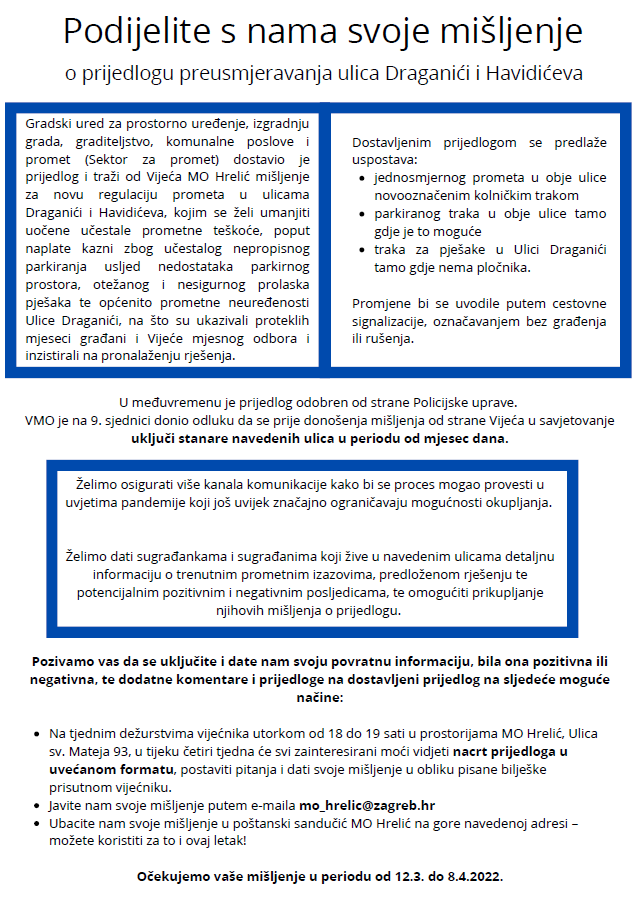 Podijelite s nama svoje mišljenje
o prijedlogu preusmjeravanja ulica Draganići i Havidićeva
Gradski ured za prostorno uređenje, izgradnju
grada, graditeljstvo, komunalne poslove i
promet (Sektor za promet) dostavio je
prijedlog i traži od Vijeća MO Hrelić mišljenje
za novu regulaciju prometa u ulicama
Draganići i Havidićeva, kojim se želi umanjiti
uočene učestale prometne teškoće, poput
naplate kazni zbog učestalog nepropisnog
parkiranja usljed nedostataka parkirnog
prostora, otežanog i nesigurnog prolaska
pješaka te općenito prometne neuređenosti
Ulice Draganići, na što su ukazivali proteklih
mjeseci građani i Vijeće mjesnog odbora i
inzistirali na pronalaženju rješenja.
Dostavljenim prijedlogom se predlaže
uspostava:
• jednosmjernog prometa u obje ulice
novooznačenim kolničkim trakom
• parkiranog traka u obje ulice tamo
gdje je to moguće
• traka za pješake u Ulici Draganići
tamo gdje nema pločnika.
Promjene bi se uvodile putem cestovne
signalizacije, označavanjem bez građenja
ili rušenja.
U međuvremenu je prijedlog odobren od strane Policijske uprave.
VMO je na 9. sjednici donio odluku da se prije donošenja mišljenja od strane Vijeća u savjetovanje
uključi stanare navedenih ulica u periodu od mjesec dana.
Želimo osigurati više kanala komunikacije kako bi se proces mogao provesti u
uvjetima pandemije koji još uvijek značajno ograničavaju mogućnosti okupljanja.
Želimo dati sugrađankama i sugrađanima koji žive u navedenim ulicama detaljnu
informaciju o trenutnim prometnim izazovima, predloženom rješenju te
potencijalnim pozitivnim i negativnim posljedicama, te omogućiti prikupljanje
njihovih mišljenja o prijedlogu.
Pozivamo vas da se uključite i date nam svoju povratnu informaciju, bila ona pozitivna ili
negativna, te dodatne komentare i prijedloge na dostavljeni prijedlog na sljedeće moguće
načine:
• Na tjednim dežurstvima vijećnika utorkom od 18 do 19 sati u prostorijama MO Hrelić, Ulica
sv. Mateja 93, u tijeku četiri tjedna će svi zainteresirani moći vidjeti nacrt prijedloga u
uvećanom formatu, postaviti pitanja i dati svoje mišljenje u obliku pisane bilješke
prisutnom vijećniku.
• Javite nam svoje mišljenje putem e-maila mo_hrelic@zagreb.hr
• Ubacite nam svoje mišljenje u poštanski sandučić MO Hrelić na gore navedenoj adresi –
možete koristiti za to i ovaj letak!
Očekujemo vaše mišljenje u periodu od 12.3. do 8.4.2022.